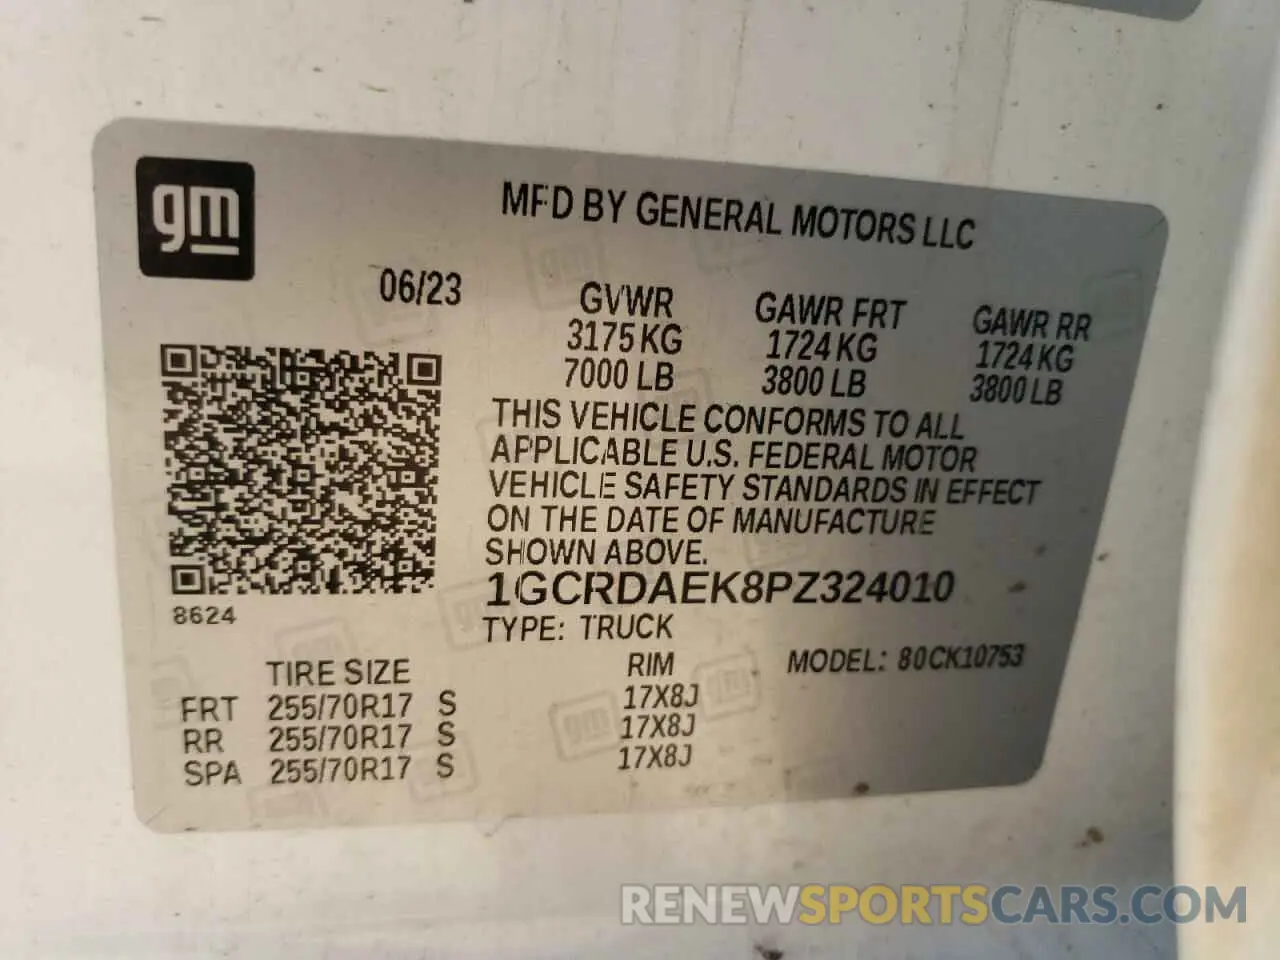 gm
MFD BY GENERAL MOTORS LLC
06/23
GVWR GAWR FRT GAWR RR
3175 KG 1724 KG 1724 KG
7000 LB 3800 LB 3800 LB
THIS VEHICLE CONFORMS TO ALL
APPLICABLE U.S. FEDERAL MOTOR
VEHICLE SAFETY STANDARDS IN EFFECT
ON THE DATE OF MANUFACTURE
SHOWN ABOVE.
1GCRDAEK8PZ324010
8624
TYPE: TRUCK
TIRE SIZE RIM MODEL: 80CK10753
FRT 255/70R17 S 17X8J
RR 255/70R17 S 17X8J
SPA 255/70R17 S 17X8J
RENEWSPORTSCARS.COM